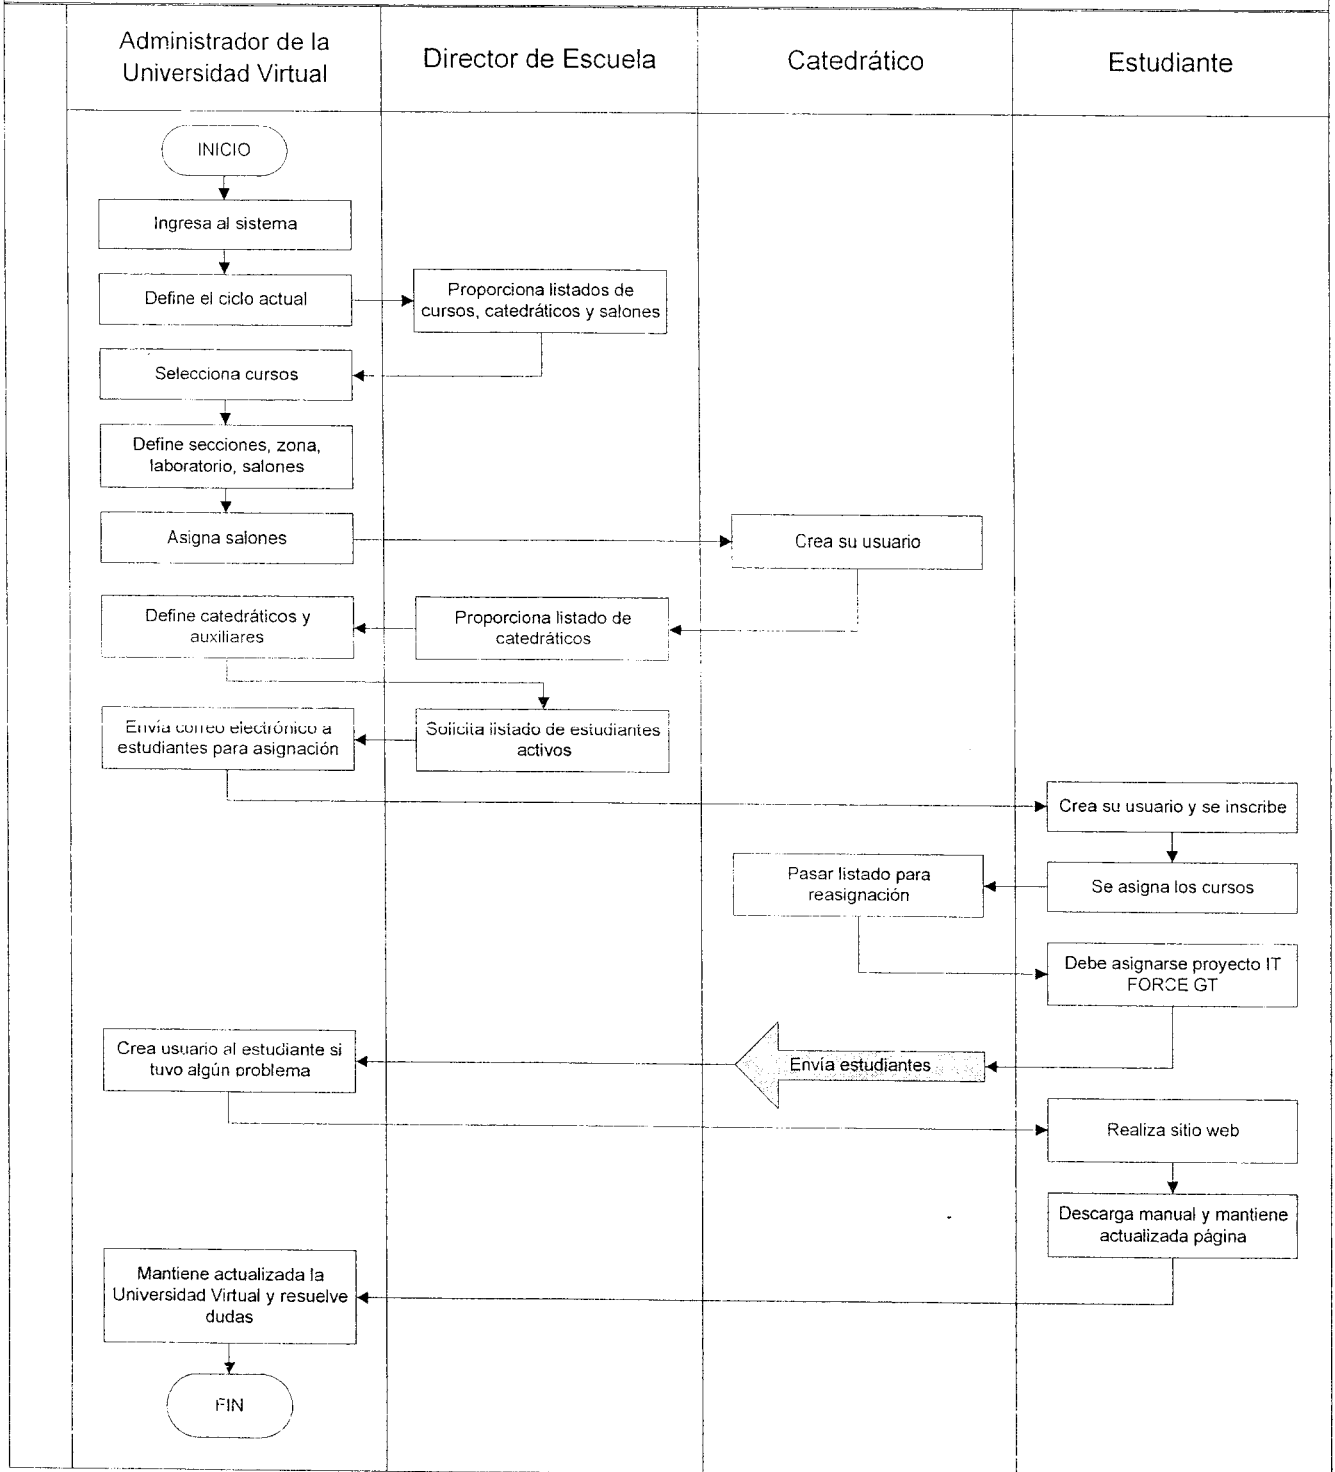 Administrador de la
Universidad Virtual
Director de Escuela
Catedrático
Estudiante
INICIO
Ingresa al sistema
Define el ciclo actual
Proporciona listados de
cursos, catedráticos y salones
Selecciona cursos
Define secciones, zona,
laboratorio, salones
Asigna salones
Crea su usuario
Define catedráticos y
auxiliares
Proporciona listado de
catedráticos
Envía correo electrónico a
estudiantes para asignación
Solicita listado de estudiantes
activos
Crea su usuario y se inscribe
Pasar listado para
reasignación
Se asigna los cursos
Debe asignarse proyecto IT
FORCE GT
Crea usuario al estudiante si
tuvo algún problema
Envía estudiantes
Realiza sitio web
Descarga manual y mantiene
actualizada página
Mantiene actualizada la
Universidad Virtual y resuelve
dudas
FIN